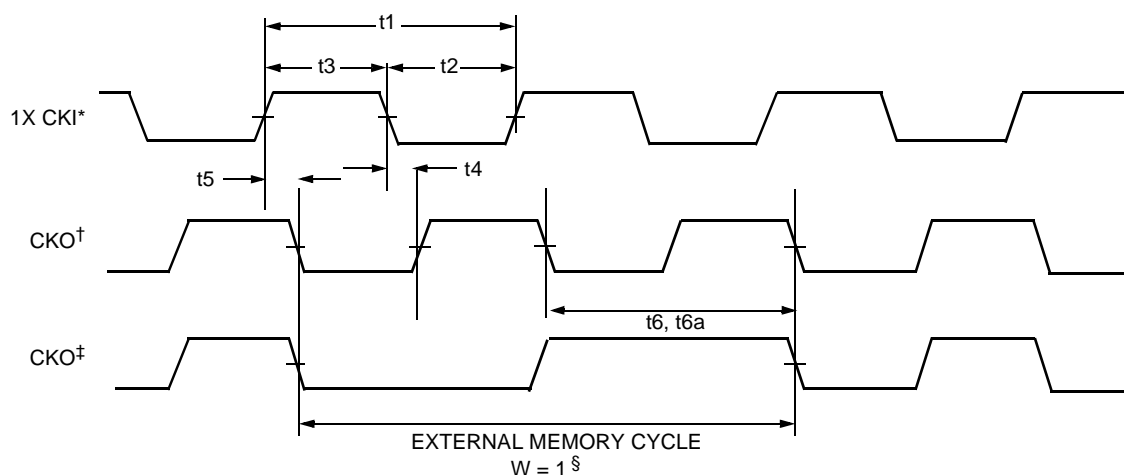 t1
t3
t2
1X CKI*
t5
t4
CKO†
t6, t6a
CKO‡
EXTERNAL MEMORY CYCLE
W = 1§